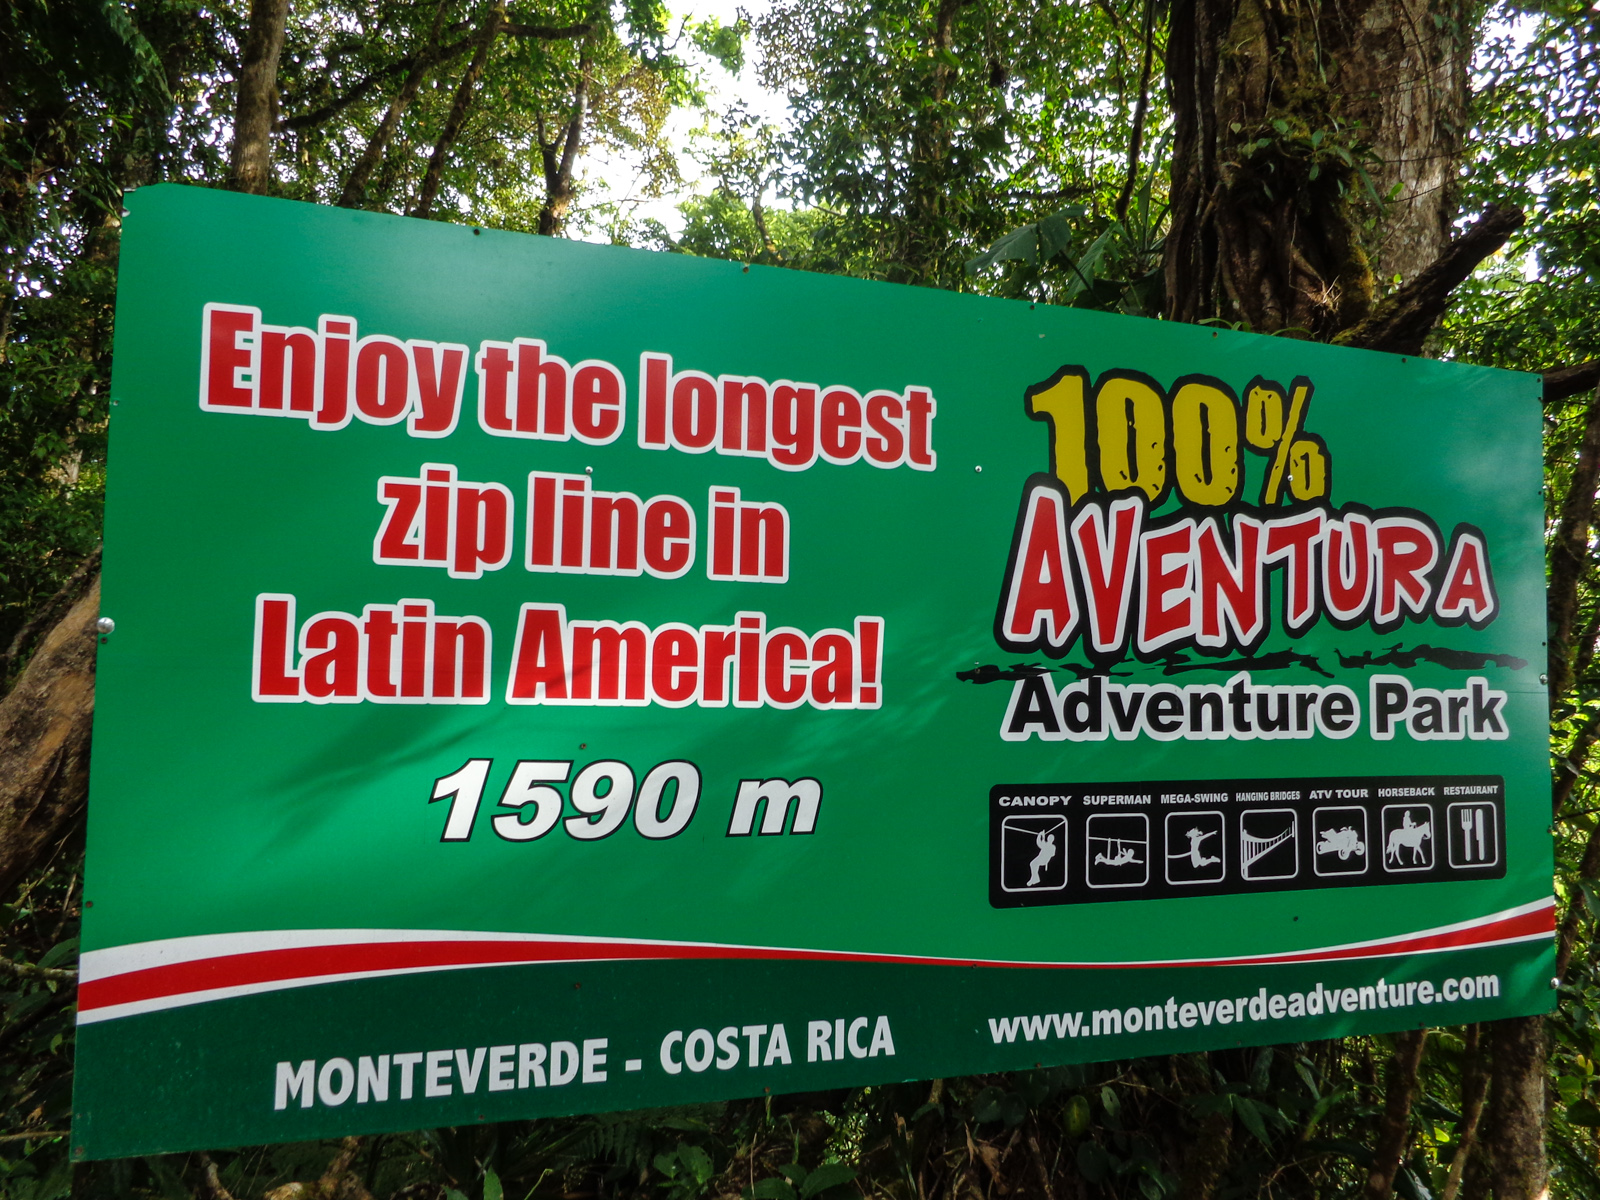 Enjoy the longest
zip line in
Latin America!
1590 m
100%
AVENTURA
Adventure Park
CANOPY SUPERMAN MEGA-SWING HANGING BRIDGES ATV TOUR HORSEBACK RESTAURANT
MONTEVERDE - COSTA RICA
www.monteverdeadventure.com